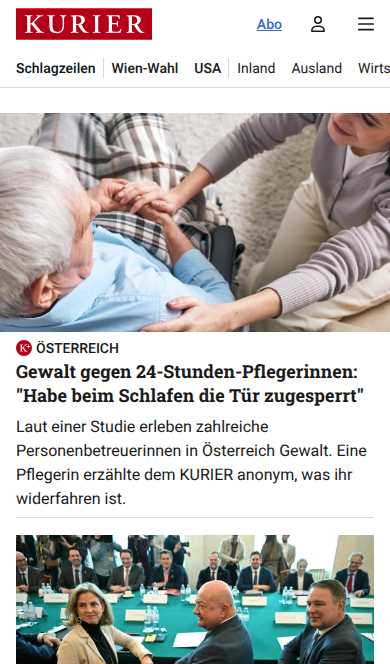 KURIER
Abo
Schlagzeilen Wien-Wahl USA Inland Ausland Wirts
K+ ÖSTERREICH
Gewalt gegen 24-Stunden-Pflegerinnen:
"Habe beim Schlafen die Tür zugesperrt"
Laut einer Studie erleben zahlreiche
Personenbetreuerinnen in Österreich Gewalt. Eine
Pflegerin erzählte dem KURIER anonym, was ihr
widerfahren ist.